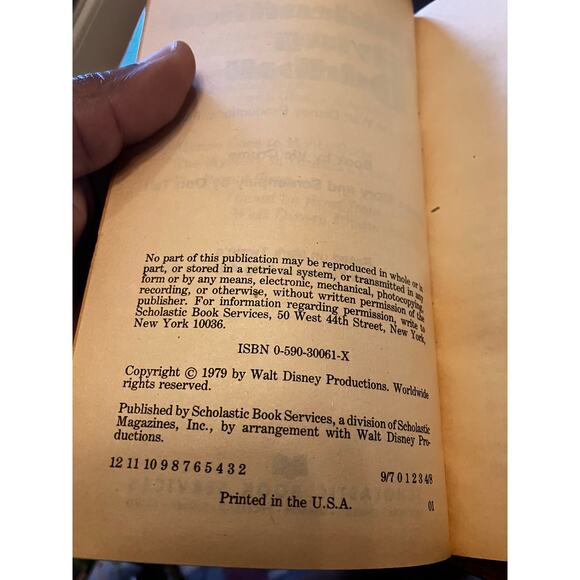 No part of this publication may be reproduced in whole or in
part, or stored in a retrieval system, or transmitted in any
form or by any means, electronic, mechanical, photocopying,
recording, or otherwise, without written permission of the
publisher. For information regarding permission, write to
Scholastic Book Services, 50 West 44th Street, New York,
New York 10036.
ISBN 0-590-30061-X
Copyright © 1979 by Walt Disney Productions. Worldwide
rights reserved.
Published by Scholastic Book Services, a division of Scholastic
Magazines, Inc., by arrangement with Walt Disney Pro-
ductions.
12 11 10 9 8 7 6 5 4 3 2 9/7 0 1 2 3 4/8
Printed in the U.S.A. 01